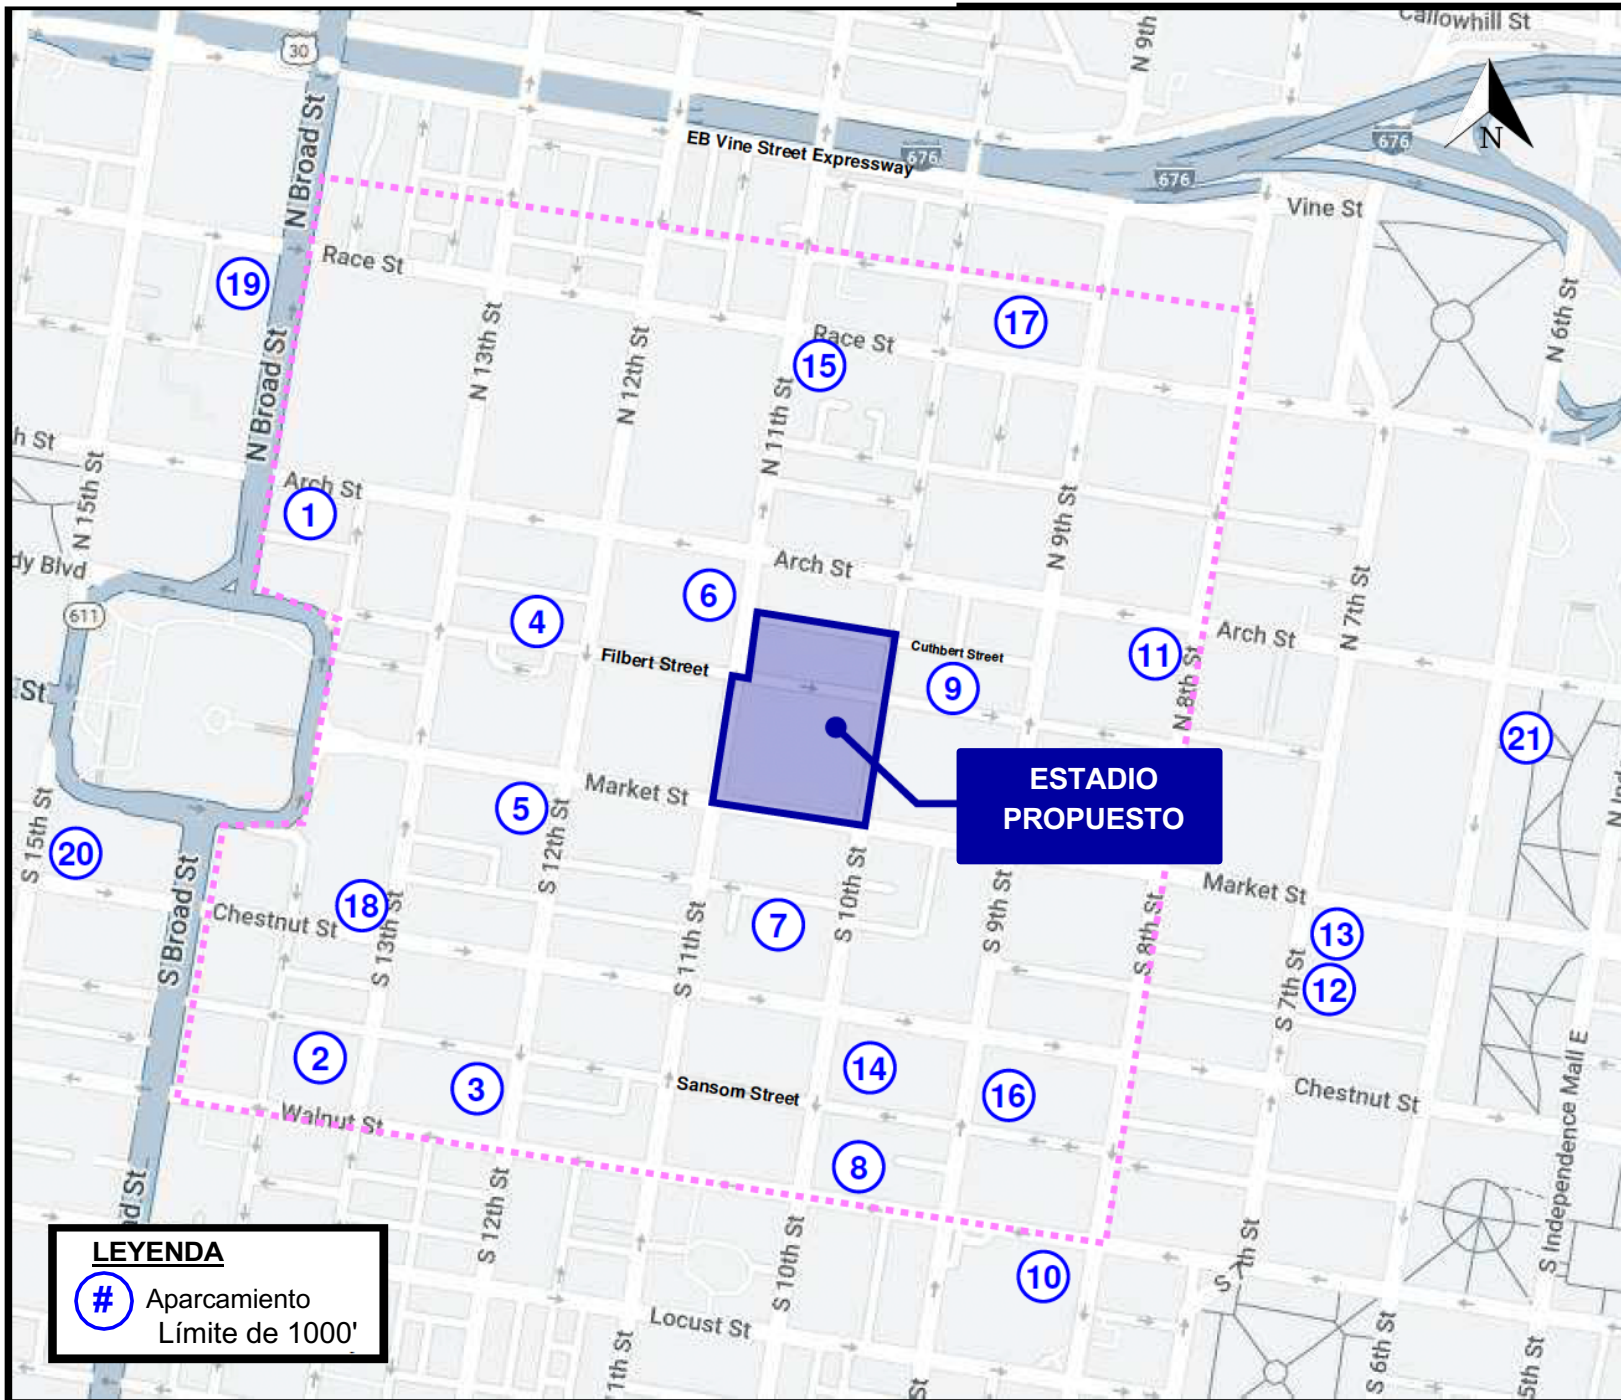 Callowhill St
N 9th
30
N Broad St
EB Vine Street Expressway
676
676
676
N
Vine St
Race St
19
17
N 6th St
N 13th St
N 12th St
Race St
15
N Broad St
N 11th St
h St
N 15th St
Arch St
1
N 9th St
dy Blvd
Arch St
6
N 7th St
611
4
Arch St
Cuthbert Street
11
Filbert Street
9
St
N 8th St
21
ESTADIO
PROPUESTO
Market St
5
S 15th St
20
S 12th St
S Broad St
18
Chestnut St
S 13th St
S 11th St
7
S 10th St
S 9th St
Market St
S 8th St
13
12
S 7th St
2
3
14
16
Sansom Street
Chestnut St
Walnut St
S Independence Mall E
8
S 12th St
S 10th St
10
S 7th St
LEYENDA
# Aparcamiento
Límite de 1000'
Locust St
11th St
S 6th St
5th St
St